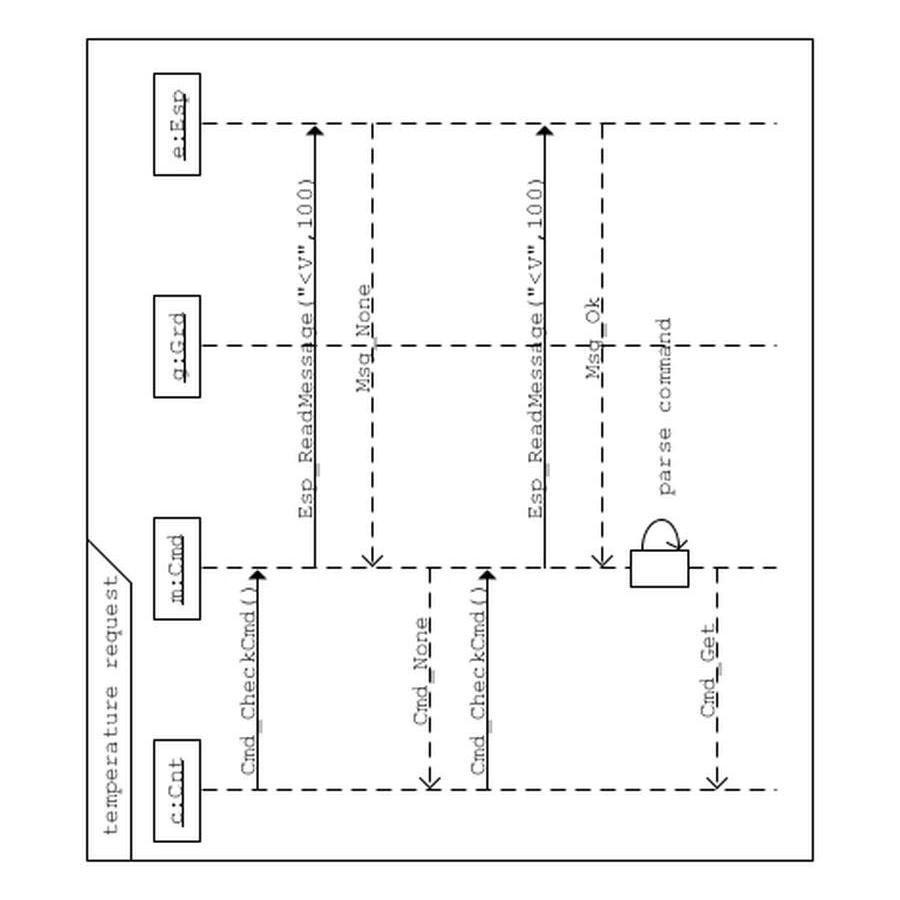 temperature request
c:Cnt
m:Cmd
g:Grd
e:Esp
Cmd_CheckCmd()
Esp_ReadMessage("<V",100)
Msg_None
Cmd_None
Cmd_CheckCmd()
Esp_ReadMessage("<V",100)
Msg_Ok
parse command
Cmd_Get